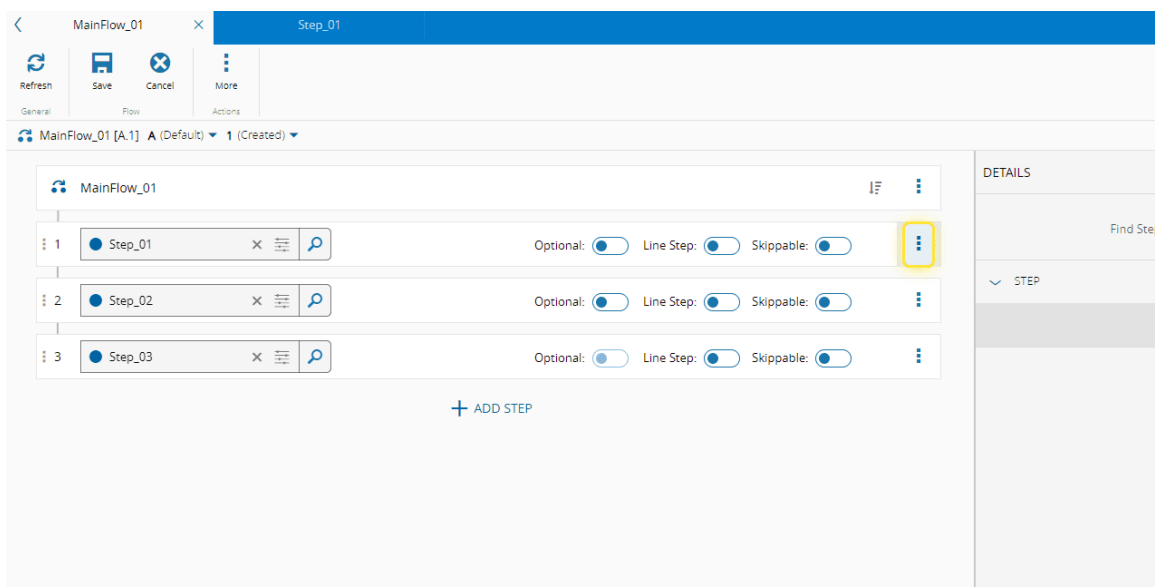 MainFlow_01 Step_01
Refresh Save Cancel More
General Flow Actions
MainFlow_01 [A.1] A (Default) 1 (Created)
MainFlow_01
DETAILS
1 Step_01 Optional: Line Step: Skippable:
Find Ste
STEP
2 Step_02 Optional: Line Step: Skippable:
3 Step_03 Optional: Line Step: Skippable:
ADD STEP